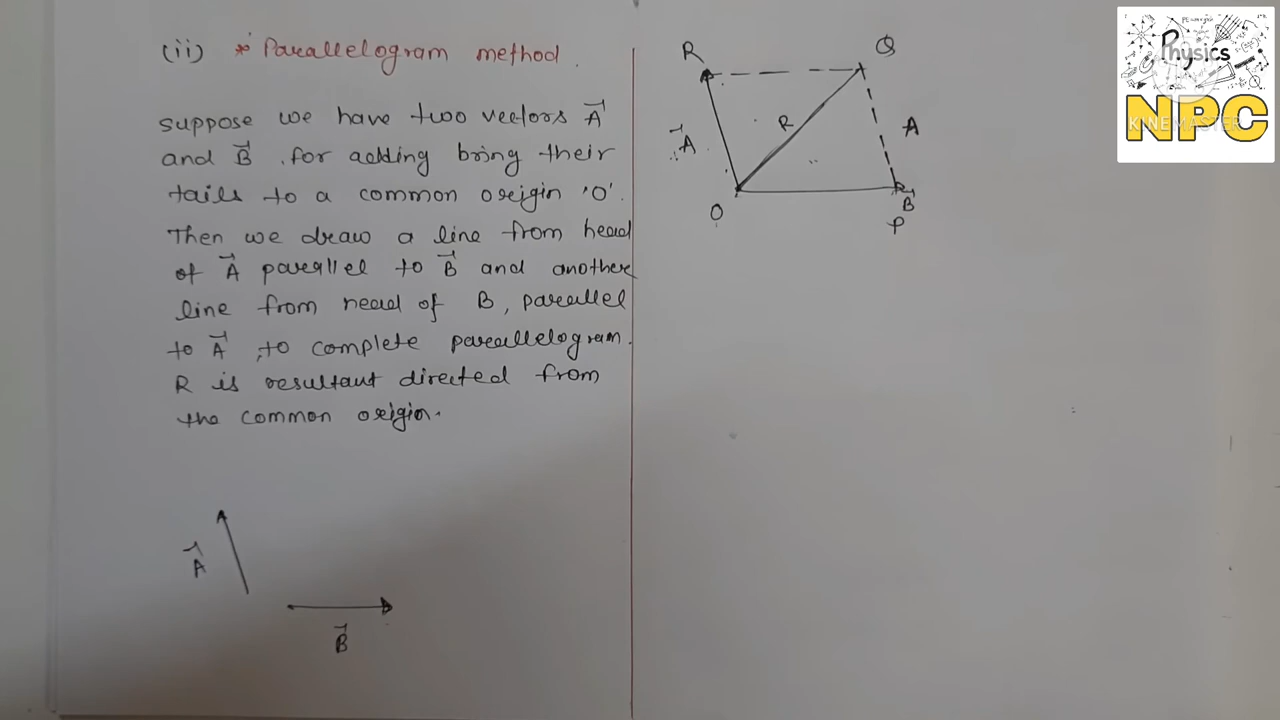 (ii) * Parallelogram method.
suppose we have two vectors A
and B. for adding bring their
tails to a common origin 'O'.
Then we draw a line from head
of A parallel to B and another
line from head of B, parallel
to A, to complete parallelogram.
R is resultant directed from
the common origin.
A
B
R
Q
A
R
A
O
B
P
Physics
NPC
KINEMASTER